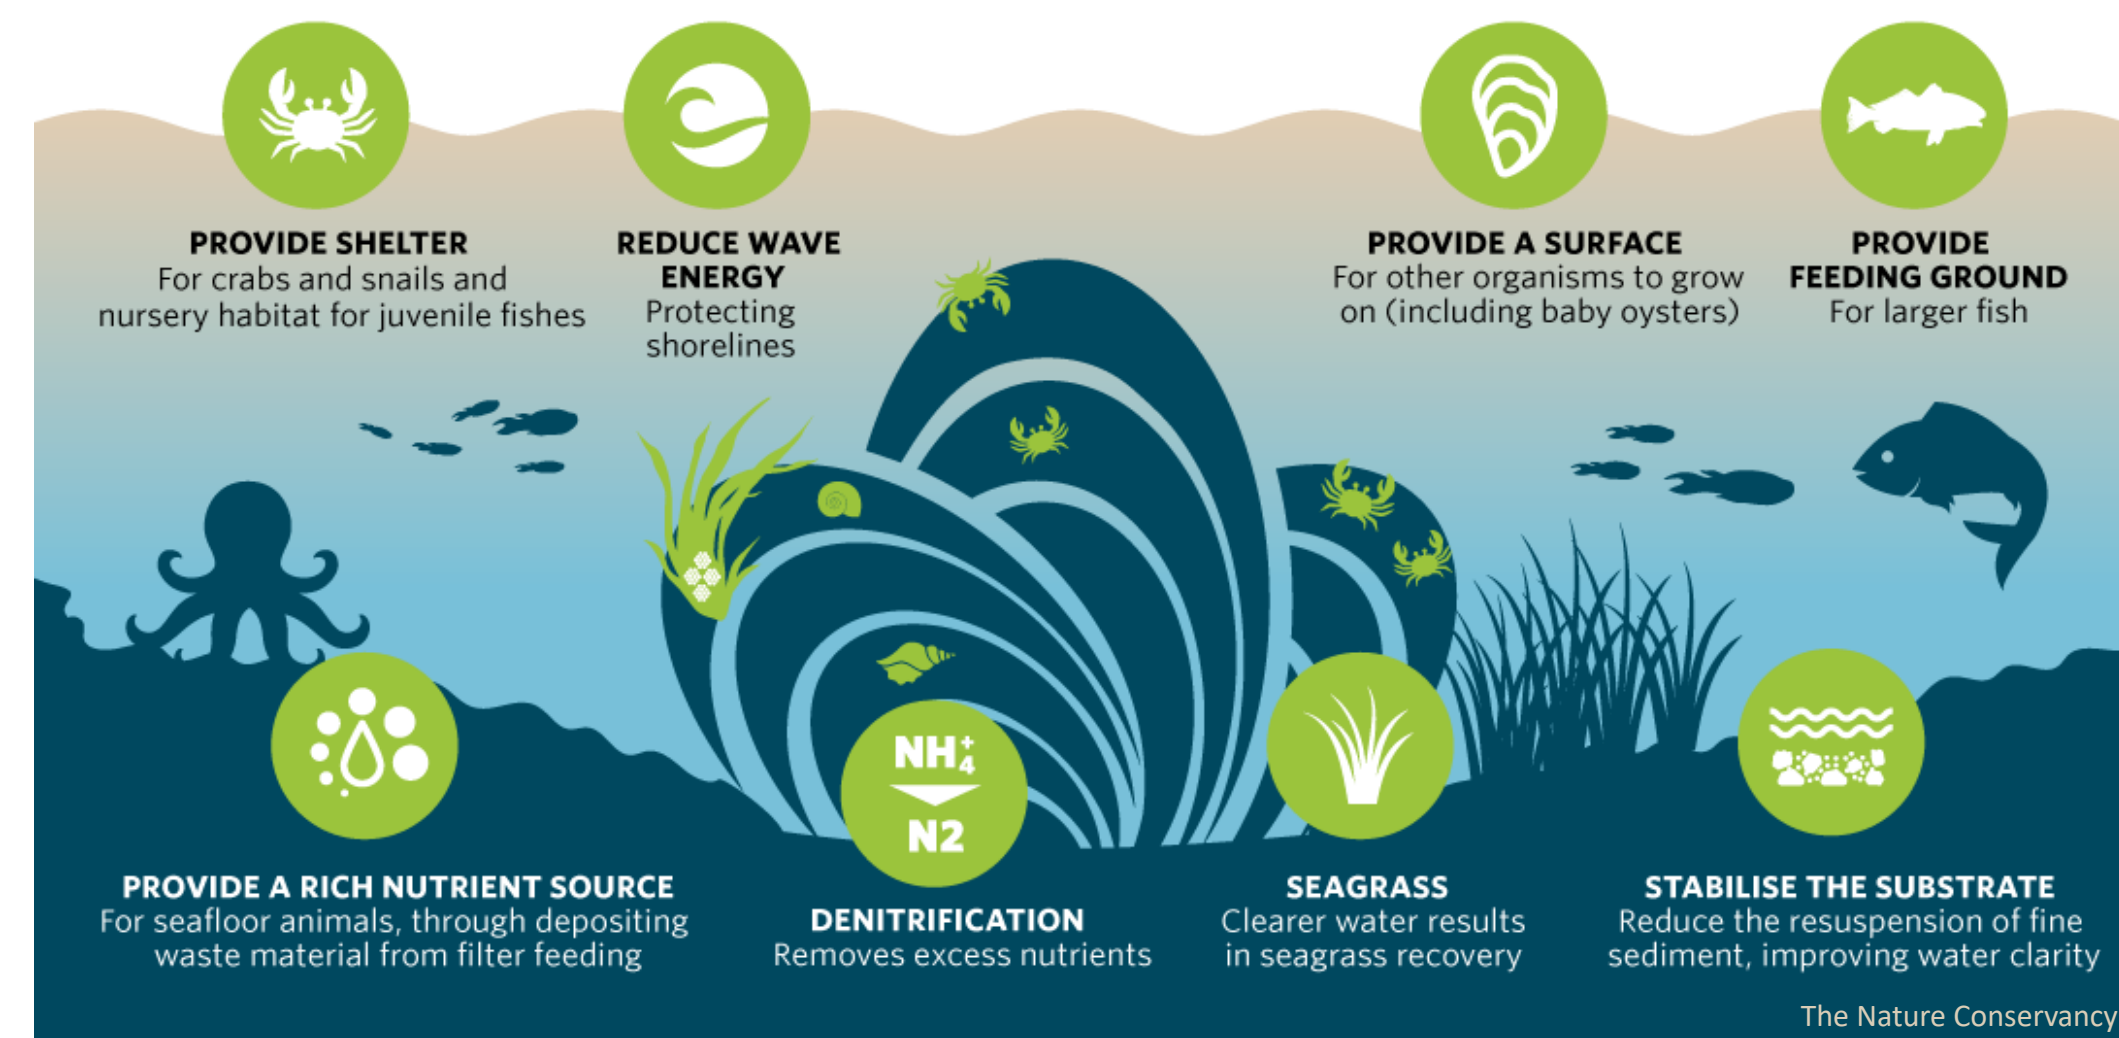 PROVIDE SHELTER
For crabs and snails and
nursery habitat for juvenile fishes
REDUCE WAVE
ENERGY
Protecting
shorelines
PROVIDE A SURFACE
For other organisms to grow
on (including baby oysters)
PROVIDE
FEEDING GROUND
For larger fish
PROVIDE A RICH NUTRIENT SOURCE
For seafloor animals, through depositing
waste material from filter feeding
NH₄⁺
N2
DENITRIFICATION
Removes excess nutrients
SEAGRASS
Clearer water results
in seagrass recovery
STABILISE THE SUBSTRATE
Reduce the resuspension of fine
sediment, improving water clarity
The Nature Conservancy